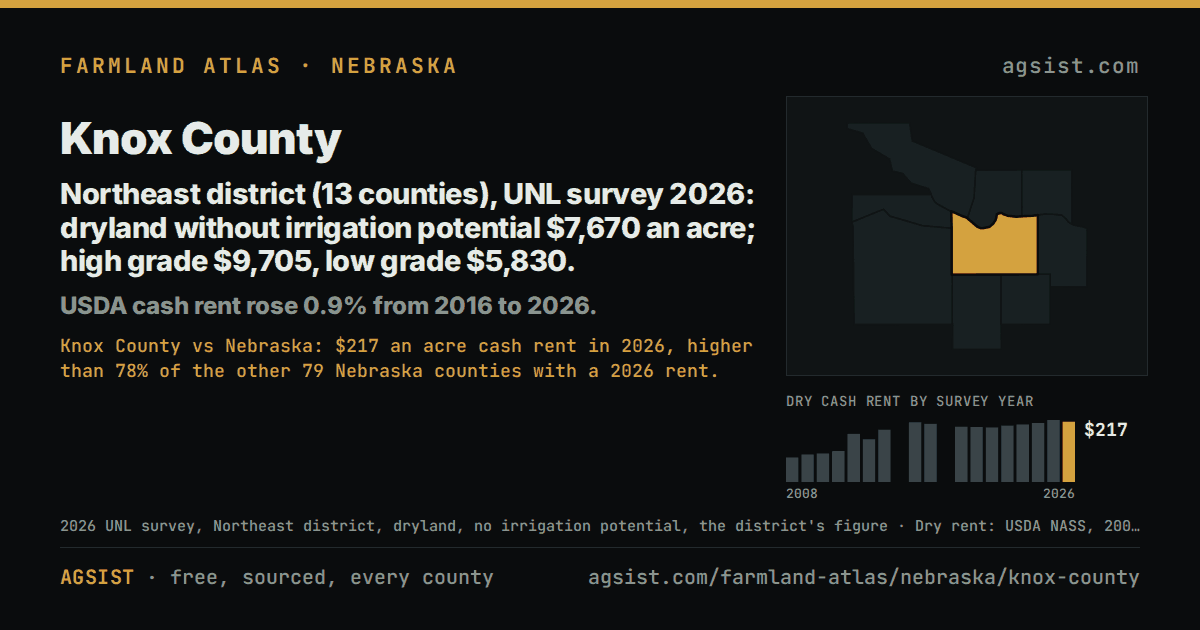 FARMLAND ATLAS · NEBRASKA
agsist.com
Knox County
Northeast district (13 counties), UNL survey 2026:
dryland without irrigation potential $7,670 an acre;
high grade $9,705, low grade $5,830.
USDA cash rent rose 0.9% from 2016 to 2026.
Knox County vs Nebraska: $217 an acre cash rent in 2026, higher
than 78% of the other 79 Nebraska counties with a 2026 rent.
DRY CASH RENT BY SURVEY YEAR
$217
2008
2026
2026 UNL survey, Northeast district, dryland, no irrigation potential, the district's figure · Dry rent: USDA NASS, 200…
AGSIST · free, sourced, every county
agsist.com/farmland-atlas/nebraska/knox-county